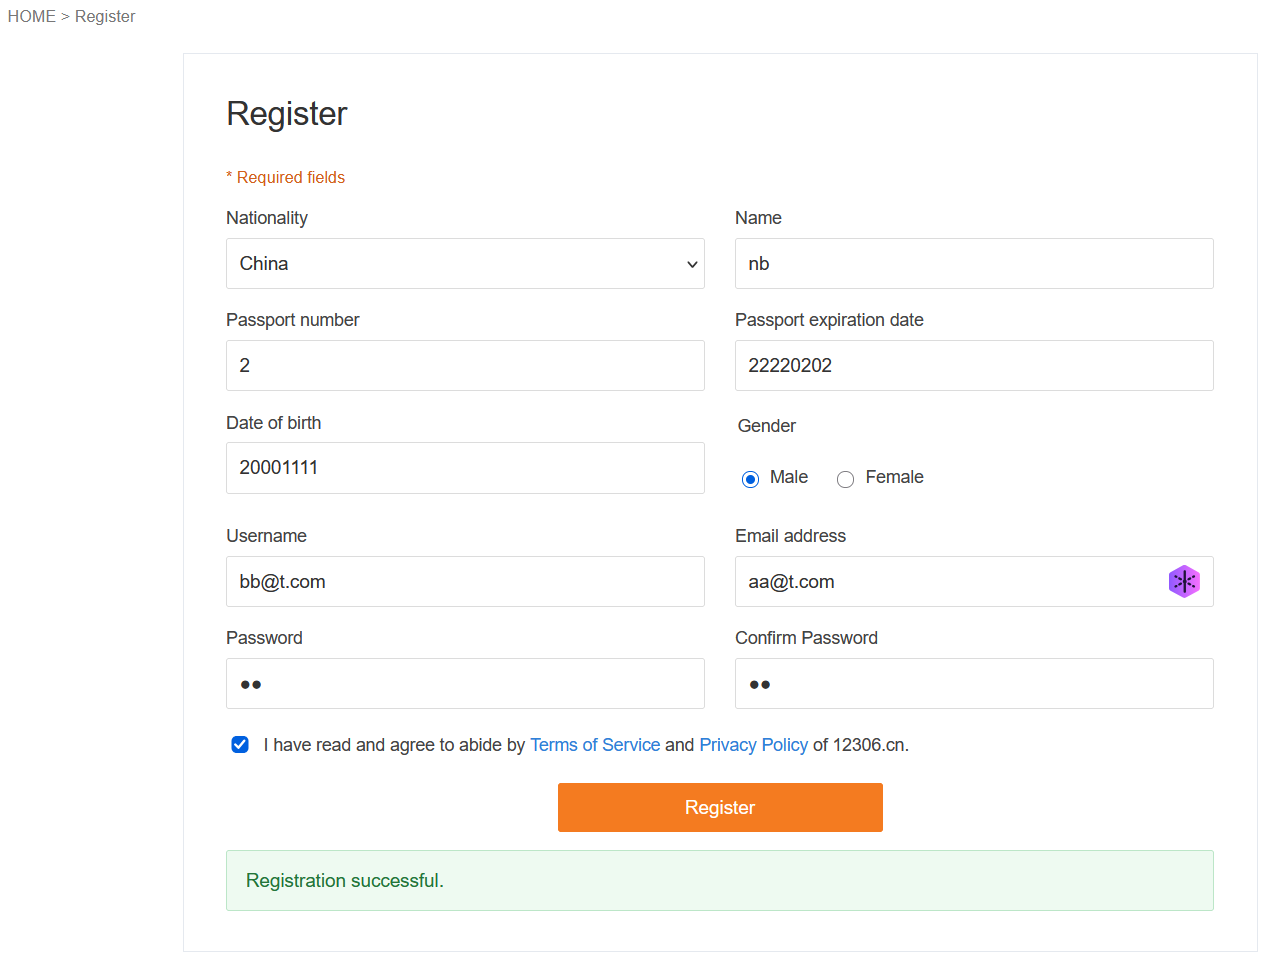 HOME > Register
Register
* Required fields
Nationality
Name
China
nb
Passport number
Passport expiration date
2
22220202
Date of birth
Gender
20001111
Male
Female
Username
Email address
bb@t.com
aa@t.com
Password
Confirm Password
●●
●●
I have read and agree to abide by Terms of Service and Privacy Policy of 12306.cn.
Register
Registration successful.